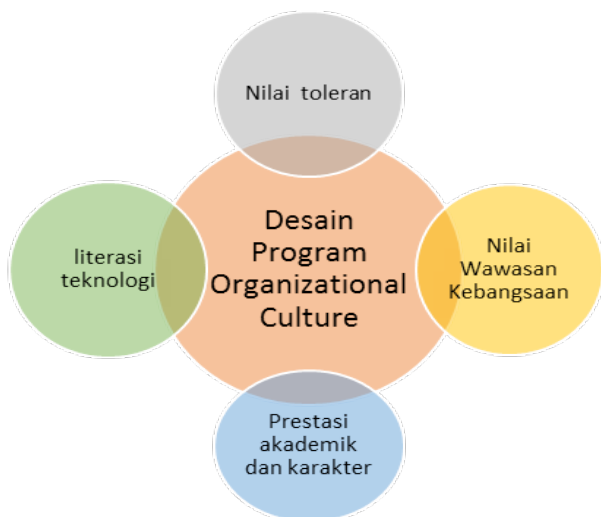 Nilai toleran
Desain
Program
Organizational
Culture
literasi
teknologi
Nilai
Wawasan
Kebangsaan
Prestasi
akademik
dan karakter